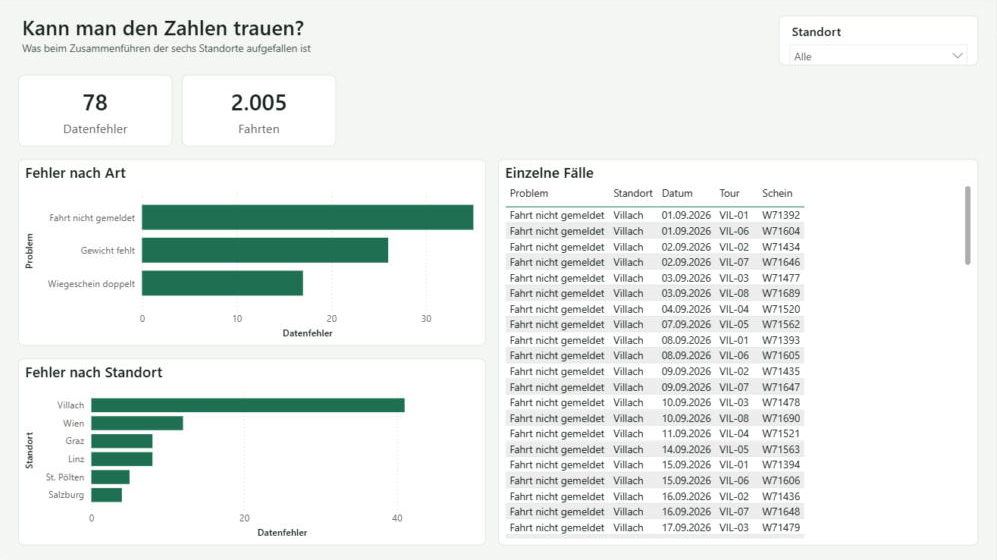 Kann man den Zahlen trauen?
Was beim Zusammenführen der sechs Standorte aufgefallen ist
Standort
Alle
78
Datenfehler
2.005
Fahrten
Fehler nach Art
Problem
Fahrt nicht gemeldet
Gewicht fehlt
Wiegeschein doppelt
0 10 20 30
Datenfehler
Fehler nach Standort
Standort
Villach
Wien
Graz
Linz
St. Pölten
Salzburg
0 20 40
Datenfehler
Einzelne Fälle
Problem Standort Datum Tour Schein
Fahrt nicht gemeldet Villach 01.09.2026 VIL-01 W71392
Fahrt nicht gemeldet Villach 01.09.2026 VIL-06 W71604
Fahrt nicht gemeldet Villach 02.09.2026 VIL-02 W71434
Fahrt nicht gemeldet Villach 02.09.2026 VIL-07 W71646
Fahrt nicht gemeldet Villach 03.09.2026 VIL-03 W71477
Fahrt nicht gemeldet Villach 03.09.2026 VIL-08 W71689
Fahrt nicht gemeldet Villach 04.09.2026 VIL-04 W71520
Fahrt nicht gemeldet Villach 07.09.2026 VIL-05 W71562
Fahrt nicht gemeldet Villach 08.09.2026 VIL-01 W71393
Fahrt nicht gemeldet Villach 08.09.2026 VIL-06 W71605
Fahrt nicht gemeldet Villach 09.09.2026 VIL-02 W71435
Fahrt nicht gemeldet Villach 09.09.2026 VIL-07 W71647
Fahrt nicht gemeldet Villach 10.09.2026 VIL-03 W71478
Fahrt nicht gemeldet Villach 10.09.2026 VIL-08 W71690
Fahrt nicht gemeldet Villach 11.09.2026 VIL-04 W71521
Fahrt nicht gemeldet Villach 14.09.2026 VIL-05 W71563
Fahrt nicht gemeldet Villach 15.09.2026 VIL-01 W71394
Fahrt nicht gemeldet Villach 15.09.2026 VIL-06 W71606
Fahrt nicht gemeldet Villach 16.09.2026 VIL-02 W71436
Fahrt nicht gemeldet Villach 16.09.2026 VIL-07 W71648
Fahrt nicht gemeldet Villach 17.09.2026 VIL-03 W71479